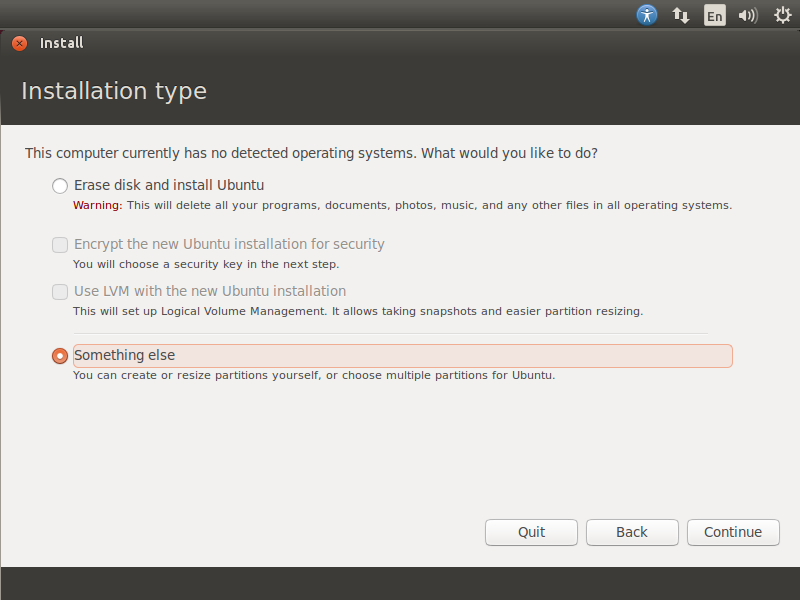 En
Install
Installation type
This computer currently has no detected operating systems. What would you like to do?
Erase disk and install Ubuntu
Warning: This will delete all your programs, documents, photos, music, and any other files in all operating systems.
Encrypt the new Ubuntu installation for security
You will choose a security key in the next step.
Use LVM with the new Ubuntu installation
This will set up Logical Volume Management. It allows taking snapshots and easier partition resizing.
Something else
You can create or resize partitions yourself, or choose multiple partitions for Ubuntu.
Quit Back Continue